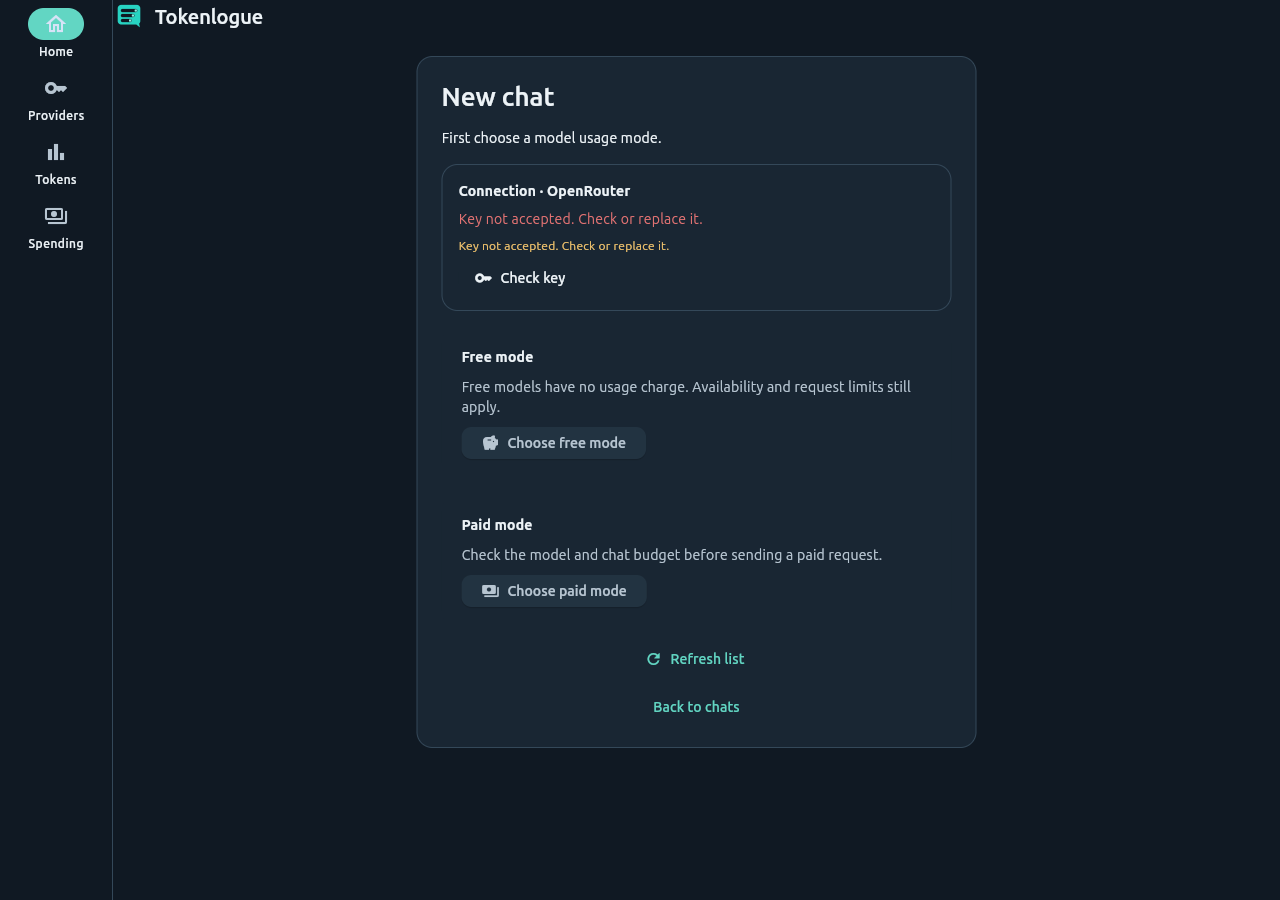 Tokenlogue
Home
Providers
Tokens
Spending
New chat
First choose a model usage mode.
Connection · OpenRouter
Key not accepted. Check or replace it.
Key not accepted. Check or replace it.
Check key
Free mode
Free models have no usage charge. Availability and request limits still
apply.
Choose free mode
Paid mode
Check the model and chat budget before sending a paid request.
Choose paid mode
Refresh list
Back to chats